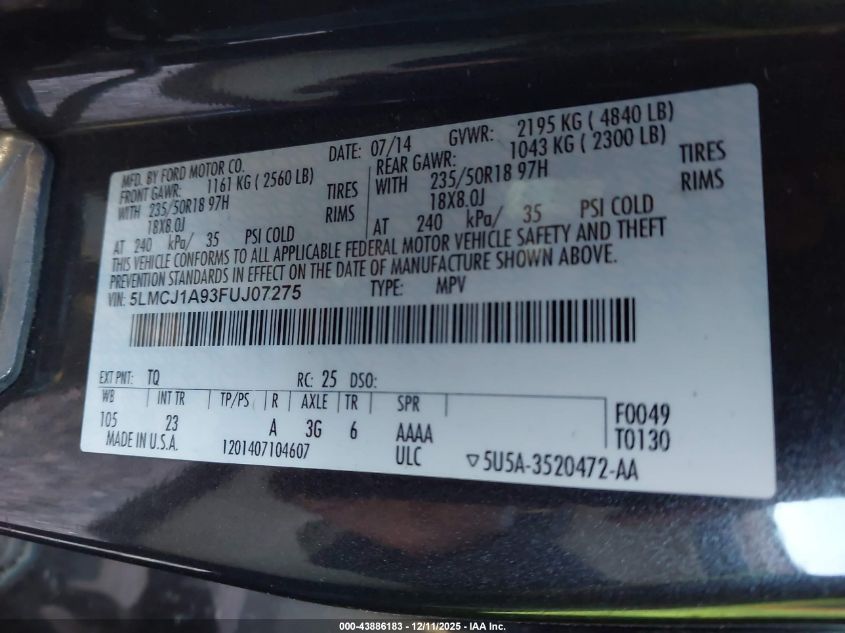 MFD. BY FORD MOTOR CO. DATE: 07/14 GVWR: 2195 KG ( 4840 LB)
FRONT GAWR: 1161 KG ( 2560 LB) REAR GAWR: 1043 KG ( 2300 LB)
WITH 235/50R18 97H TIRES WITH 235/50R18 97H TIRES
18X8.0J RIMS 18X8.0J RIMS
AT 240 kPa/ 35 PSI COLD AT 240 kPa/ 35 PSI COLD
THIS VEHICLE CONFORMS TO ALL APPLICABLE FEDERAL MOTOR VEHICLE SAFETY AND THEFT
PREVENTION STANDARDS IN EFFECT ON THE DATE OF MANUFACTURE SHOWN ABOVE.
VIN: 5LMCJ1A93FUJ07275 TYPE: MPV
EXT PNT: TQ RC: 25 DSO:
WB INT TR TP/PS R AXLE TR SPR
105 23 A 3G 6 AAAA F0049
MADE IN U.S.A. 1201407104607 ULC T0130
▽5U5A-3520472-AA
000-43886183 - 12/11/2025 - IAA Inc.